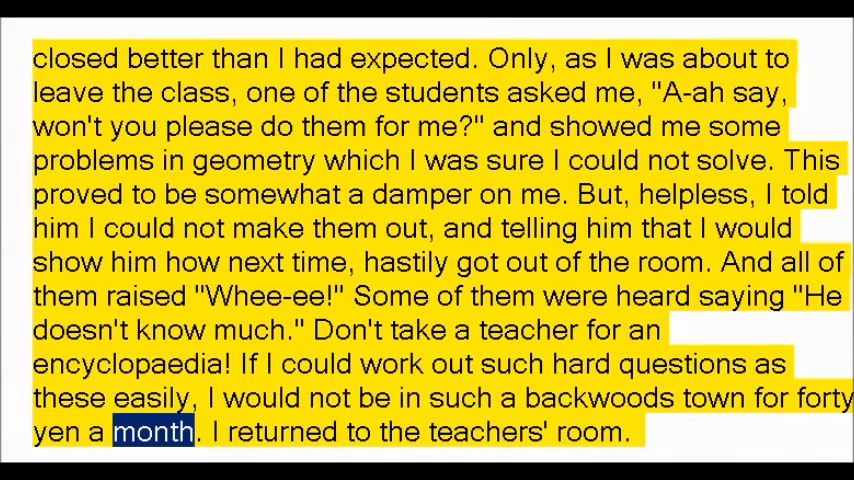 closed better than I had expected. Only, as I was about to
leave the class, one of the students asked me, "A-ah say,
won't you please do them for me?" and showed me some
problems in geometry which I was sure I could not solve. This
proved to be somewhat a damper on me. But, helpless, I told
him I could not make them out, and telling him that I would
show him how next time, hastily got out of the room. And all of
them raised "Whee-ee!" Some of them were heard saying "He
doesn't know much." Don't take a teacher for an
encyclopaedia! If I could work out such hard questions as
these easily, I would not be in such a backwoods town for forty
yen a month. I returned to the teachers' room.